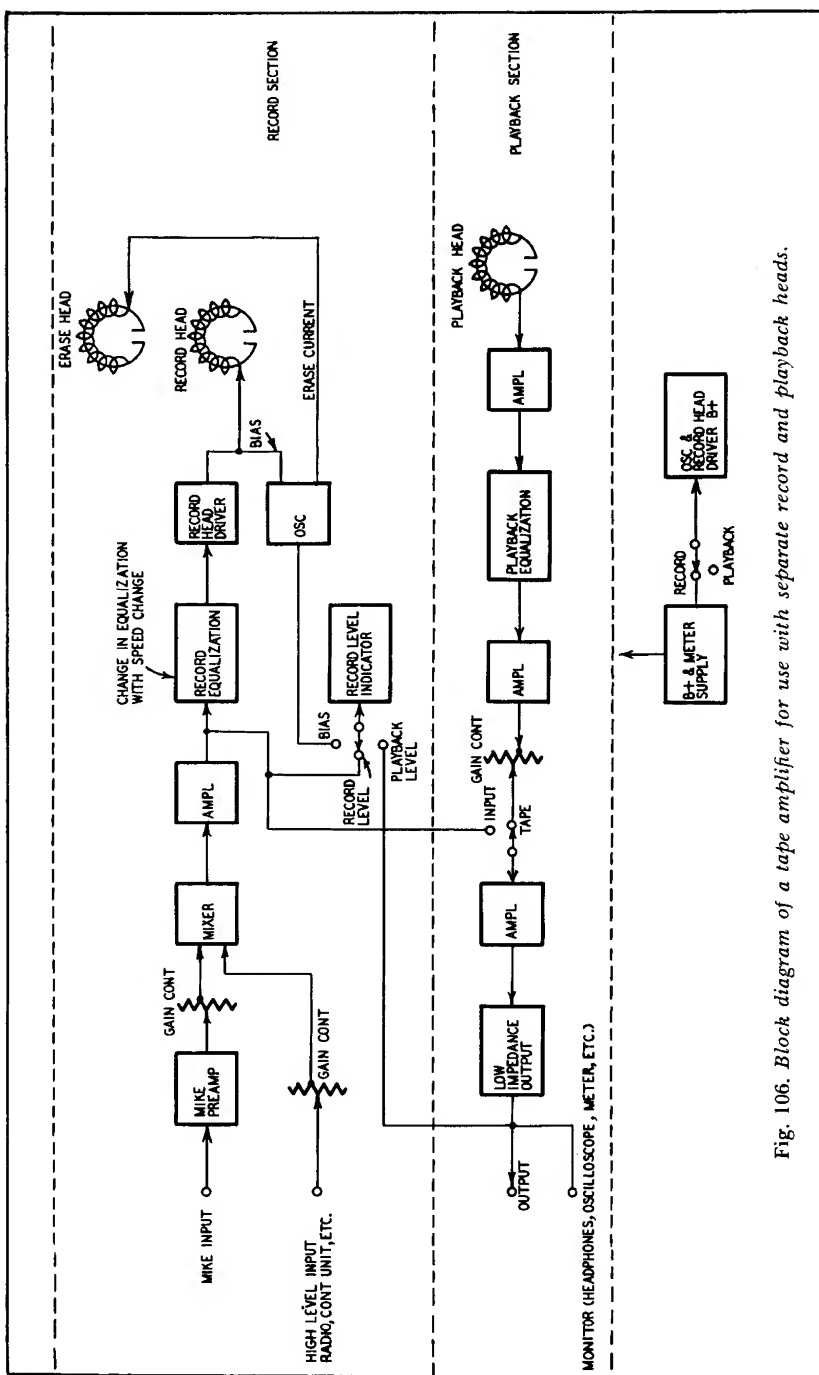 RECORD SECTION
ERASE HEAD
RECORD HEAD
ERASE CURRENT
BIAS
CHANGE IN EQUALIZATION
WITH SPEED CHANGE
RECORD
HEAD
DRIVER
OSC
RECORD
EQUALIZATION
RECORD LEVEL
INDICATOR
BIAS
RECORD
LEVEL
PLAYBACK
LEVEL
AMPL
MIXER
GAIN CONT
MIKE
PREAMP
GAIN CONT
MIKE INPUT
HIGH LEVEL INPUT
RADIO, CONT UNIT, ETC.
PLAYBACK SECTION
PLAYBACK HEAD
AMPL
PLAYBACK
EQUALIZATION
AMPL
GAIN CONT
INPUT
TAPE
AMPL
LOW
IMPEDANCE
OUTPUT
OUTPUT
MONITOR (HEADPHONES, OSCILLOSCOPE, METER, ETC.)
OSC &
RECORD HEAD
DRIVER B+
RECORD
PLAYBACK
B+ & METER
SUPPLY
Fig. 106. Block diagram of a tape amplifier for use with separate record and playback heads.